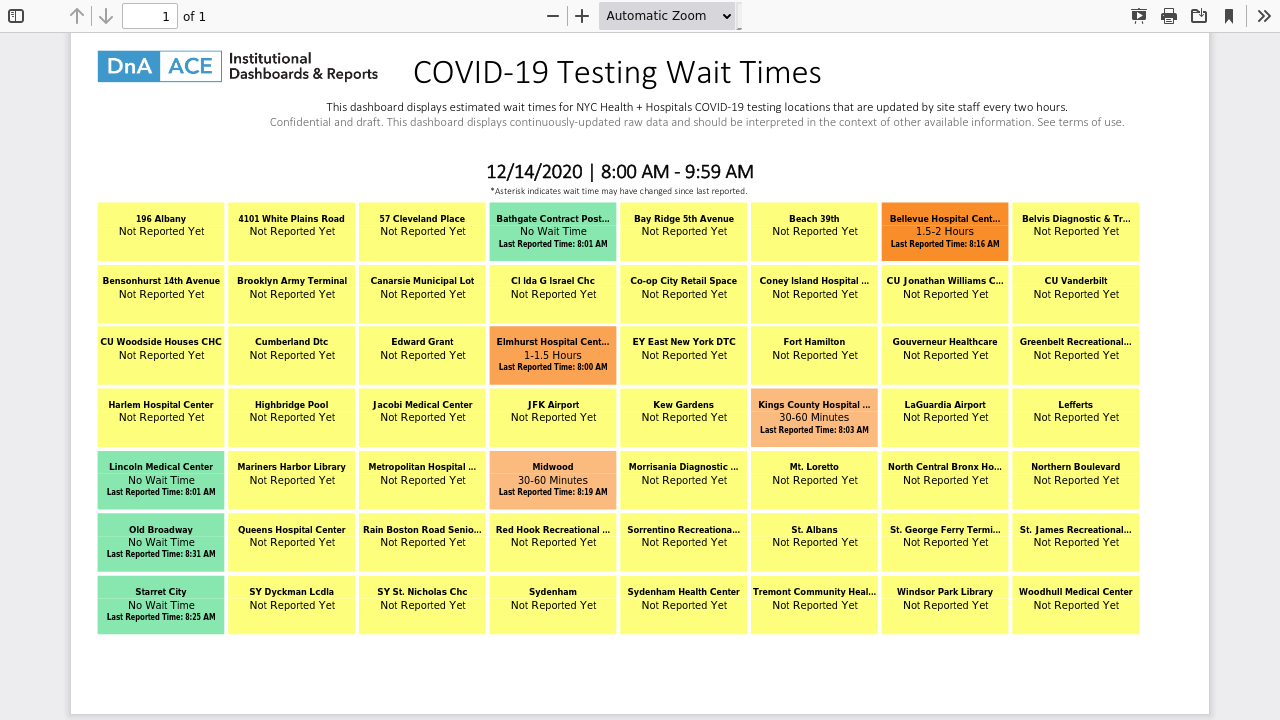 1 of 1 Automatic Zoom
DnA ACE Institutional
Dashboards & Reports
COVID-19 Testing Wait Times
This dashboard displays estimated wait times for NYC Health + Hospitals COVID-19 testing locations that are updated by site staff every two hours.
Confidential and draft. This dashboard displays continuously-updated raw data and should be interpreted in the context of other available information. See terms of use.
12/14/2020 | 8:00 AM - 9:59 AM
*Asterisk indicates wait time may have changed since last reported.
196 Albany
Not Reported Yet
4101 White Plains Road
Not Reported Yet
57 Cleveland Place
Not Reported Yet
Bathgate Contract Post...
No Wait Time
Last Reported Time: 8:01 AM
Bay Ridge 5th Avenue
Not Reported Yet
Beach 39th
Not Reported Yet
Bellevue Hospital Cent...
1.5-2 Hours
Last Reported Time: 8:16 AM
Belvis Diagnostic & Tr...
Not Reported Yet
Bensonhurst 14th Avenue
Not Reported Yet
Brooklyn Army Terminal
Not Reported Yet
Canarsie Municipal Lot
Not Reported Yet
CI Ida G Israel Chc
Not Reported Yet
Co-op City Retail Space
Not Reported Yet
Coney Island Hospital ...
Not Reported Yet
CU Jonathan Williams C...
Not Reported Yet
CU Vanderbilt
Not Reported Yet
CU Woodside Houses CHC
Not Reported Yet
Cumberland Dtc
Not Reported Yet
Edward Grant
Not Reported Yet
Elmhurst Hospital Cent...
1-1.5 Hours
Last Reported Time: 8:00 AM
EY East New York DTC
Not Reported Yet
Fort Hamilton
Not Reported Yet
Gouverneur Healthcare
Not Reported Yet
Greenbelt Recreational...
Not Reported Yet
Harlem Hospital Center
Not Reported Yet
Highbridge Pool
Not Reported Yet
Jacobi Medical Center
Not Reported Yet
JFK Airport
Not Reported Yet
Kew Gardens
Not Reported Yet
Kings County Hospital ...
30-60 Minutes
Last Reported Time: 8:03 AM
LaGuardia Airport
Not Reported Yet
Lefferts
Not Reported Yet
Lincoln Medical Center
No Wait Time
Last Reported Time: 8:01 AM
Mariners Harbor Library
Not Reported Yet
Metropolitan Hospital ...
Not Reported Yet
Midwood
30-60 Minutes
Last Reported Time: 8:19 AM
Morrisania Diagnostic ...
Not Reported Yet
Mt. Loretto
Not Reported Yet
North Central Bronx Ho...
Not Reported Yet
Northern Boulevard
Not Reported Yet
Old Broadway
No Wait Time
Last Reported Time: 8:31 AM
Queens Hospital Center
Not Reported Yet
Rain Boston Road Senio...
Not Reported Yet
Red Hook Recreational ...
Not Reported Yet
Sorrentino Recreationa...
Not Reported Yet
St. Albans
Not Reported Yet
St. George Ferry Termi...
Not Reported Yet
St. James Recreational...
Not Reported Yet
Starret City
No Wait Time
Last Reported Time: 8:25 AM
SY Dyckman Lcdla
Not Reported Yet
SY St. Nicholas Chc
Not Reported Yet
Sydenham
Not Reported Yet
Sydenham Health Center
Not Reported Yet
Tremont Community Heal...
Not Reported Yet
Windsor Park Library
Not Reported Yet
Woodhull Medical Center
Not Reported Yet